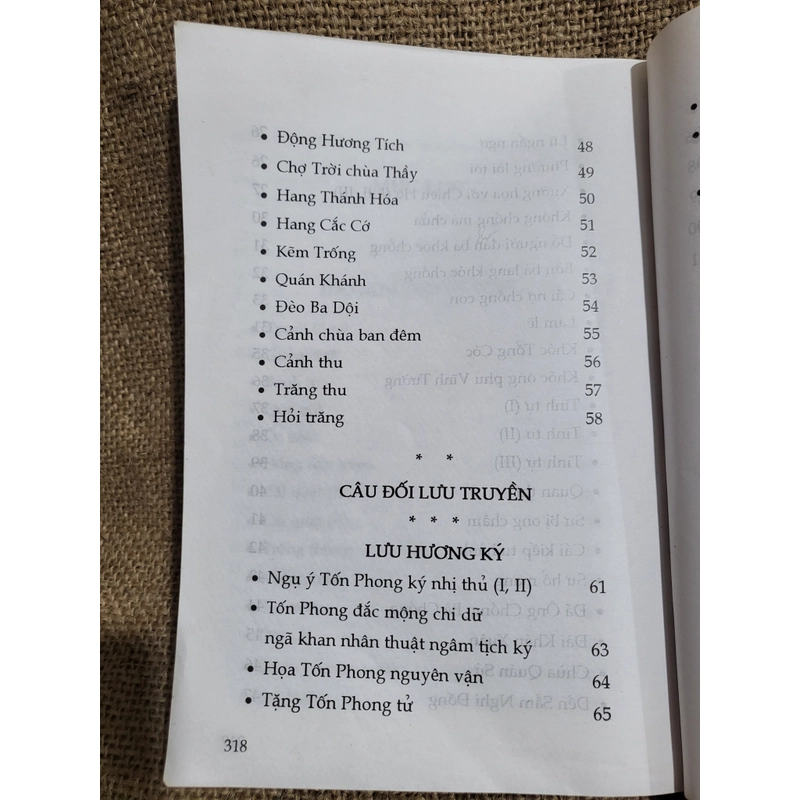 • Động Hương Tích 48
• Chợ Trời chùa Thầy 49
• Hang Thánh Hóa 50
• Hang Cắc Cớ 51
• Kẽm Trống 52
• Quán Khánh 53
• Đèo Ba Dội 54
• Cảnh chùa ban đêm 55
• Cảnh thu 56
• Trăng thu 57
• Hỏi trăng 58
* *
CÂU ĐỐI LƯU TRUYỀN
* * *
LƯU HƯƠNG KÝ
• Ngụ ý Tốn Phong ký nhị thủ (I, II) 61
• Tốn Phong đắc mộng chi dữ
ngã khan nhân thuật ngâm tịch ký 63
• Họa Tốn Phong nguyên vận 64
• Tặng Tốn Phong tử 65
318